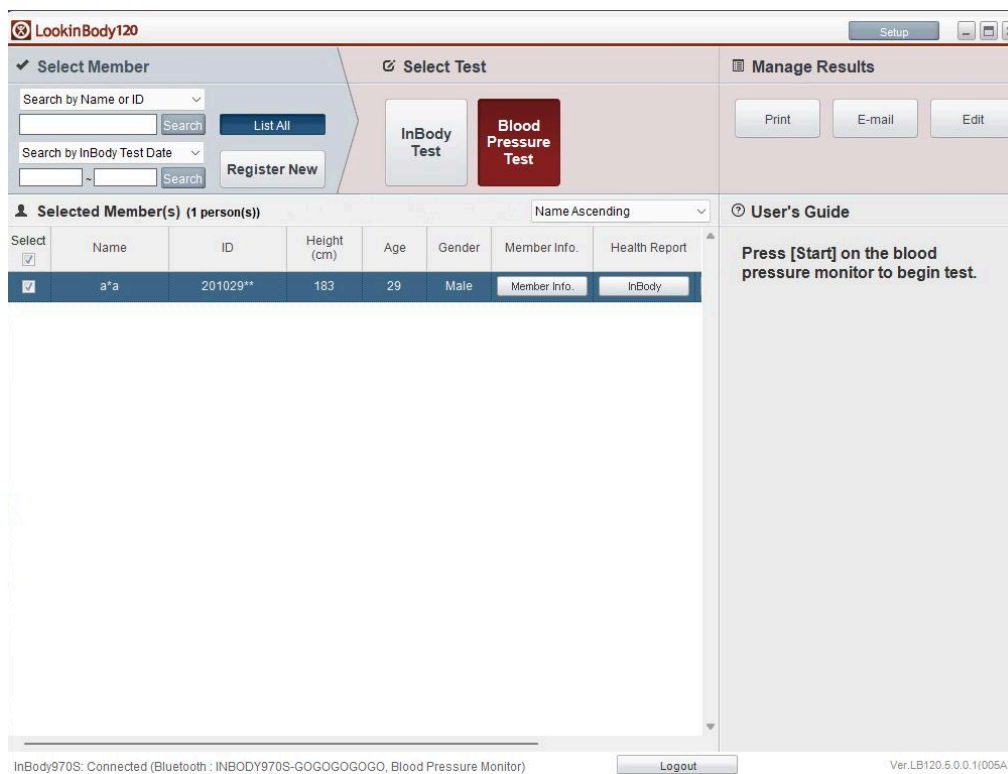 LookinBody120
Setup
Select Member
Select Test
Manage Results
Search by Name or ID
Search
List All
Search by InBody Test Date
~
Search
Register New
InBody
Test
Blood
Pressure
Test
Print
E-mail
Edit
Selected Member(s) (1 person(s))
Name Ascending
User's Guide
Select
Name
ID
Height
(cm)
Age
Gender
Member Info.
Health Report
a*a
201029**
183
29
Male
Member Info.
InBody
Press [Start] on the blood
pressure monitor to begin test.
InBody970S: Connected (Bluetooth : INBODY970S-GOGOGOGOGO, Blood Pressure Monitor)
Logout
Ver.LB120.5.0.0.1(005A